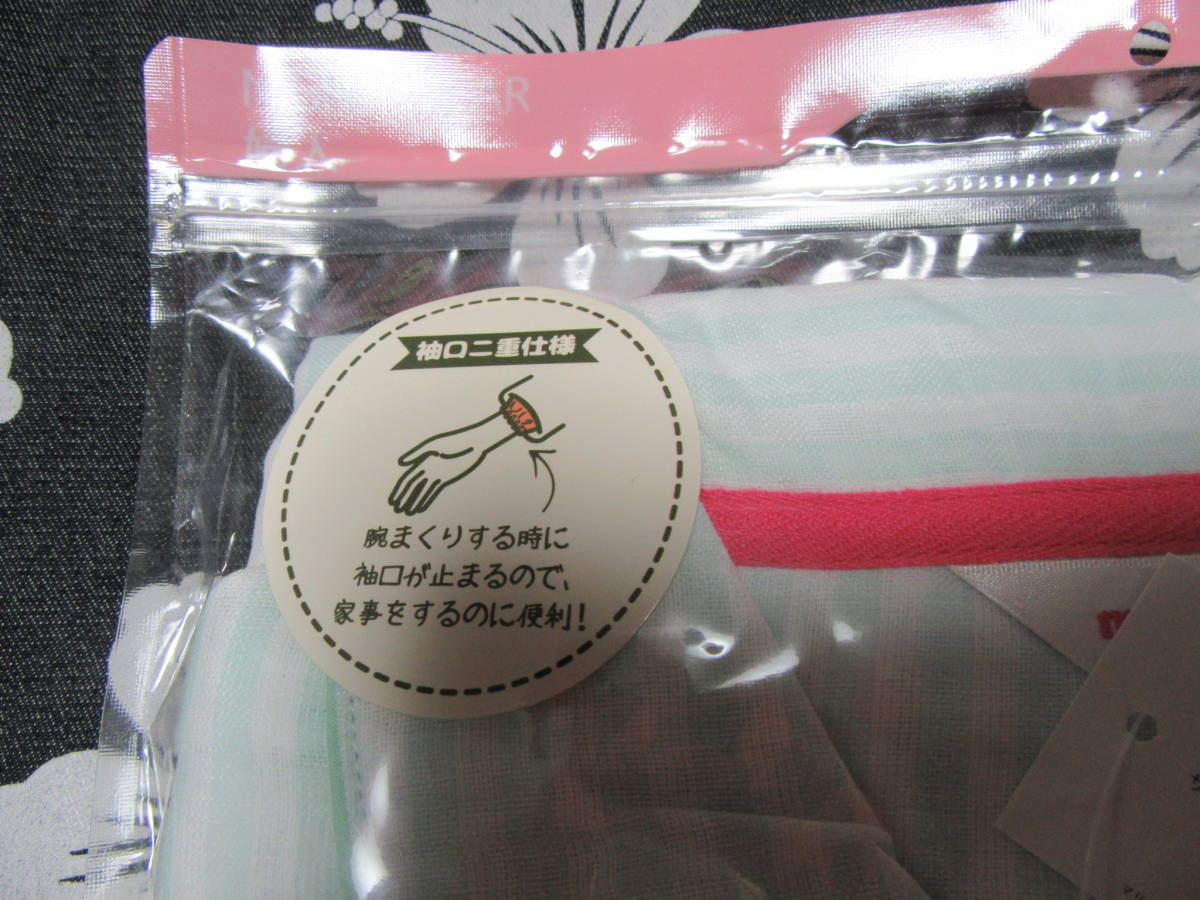 袖口二重仕様
腕まくりする時に
袖口が止まるので、
家事をするのに便利!